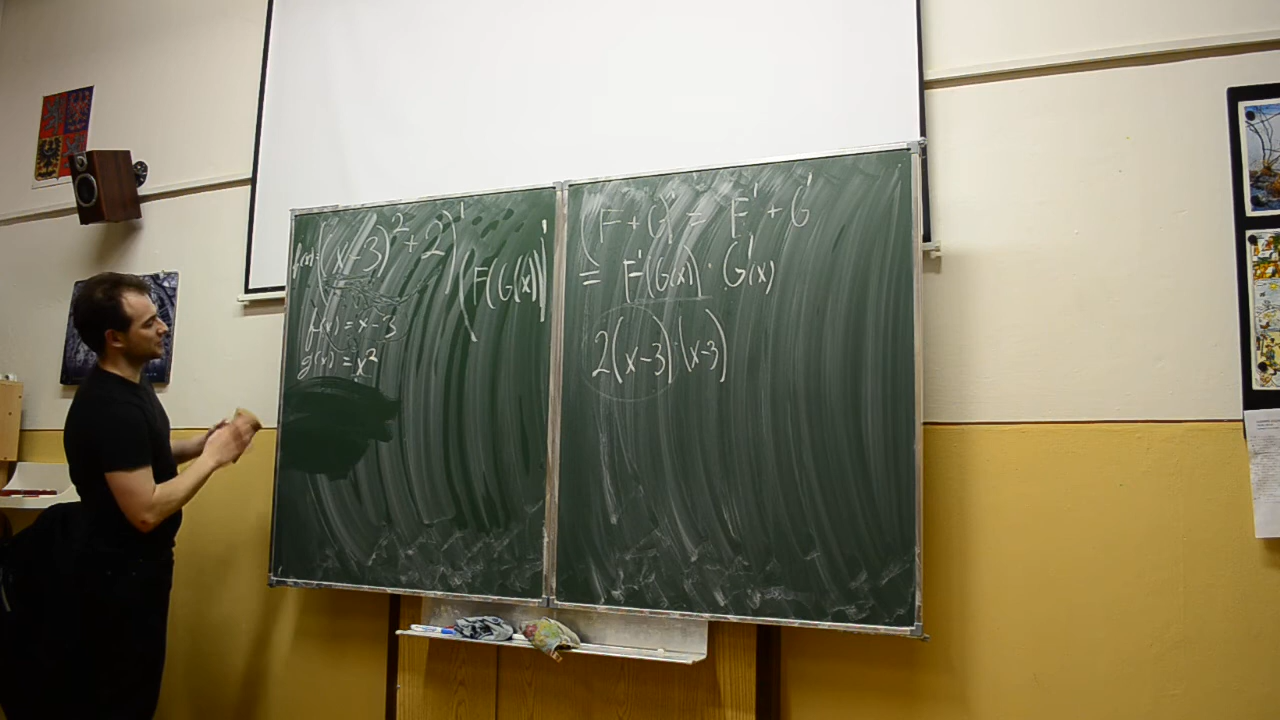 f(x)=((x-3)²+2)'
(F(G(x))'
f(x) = x-3
g(x) = x²
(F + G)' = F' + G'
= F'(G(x)) · G'(x)
2(x-3)·(x-3)